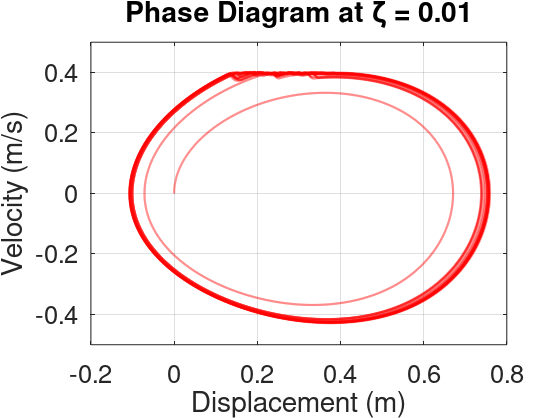 Phase Diagram at ζ = 0.01
Velocity (m/s)
0.4
0.2
0
-0.2
-0.4
-0.2 0 0.2 0.4 0.6 0.8
Displacement (m)